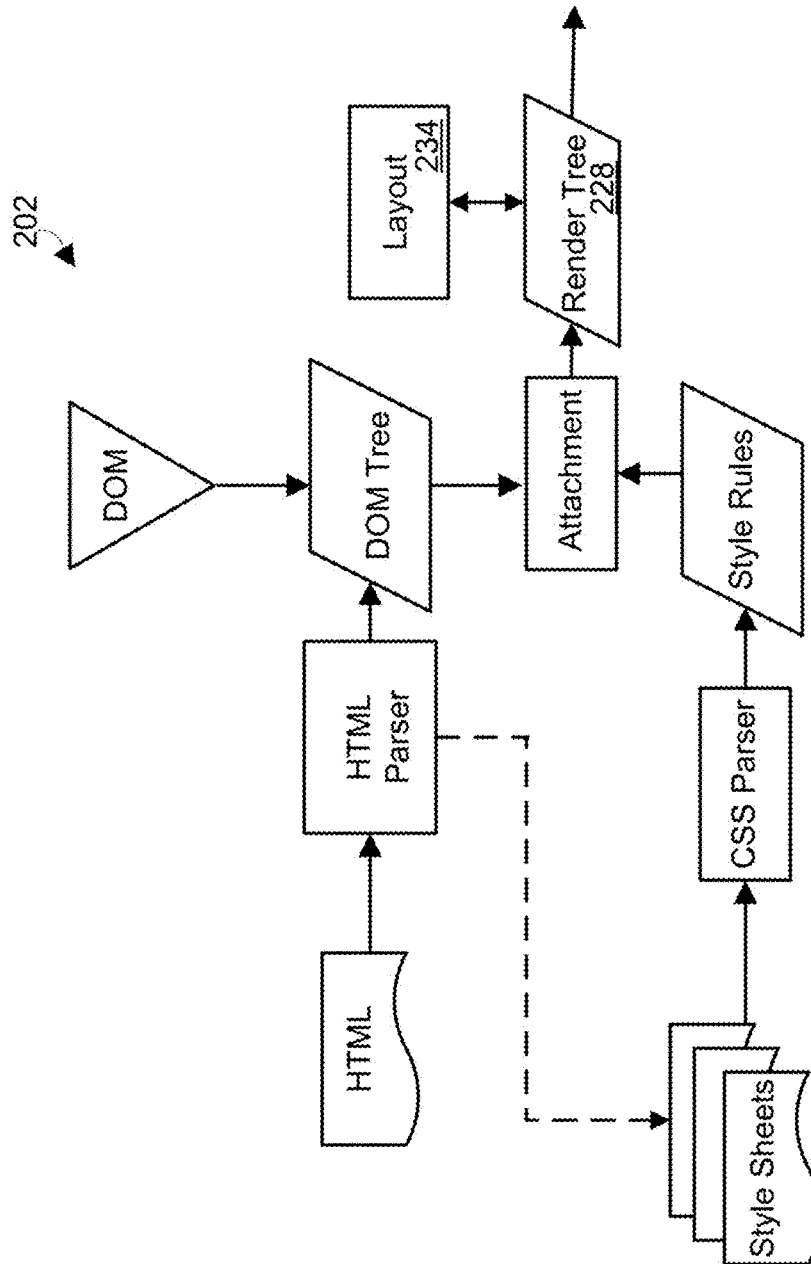 202
DOM
Layout
234
HTML
HTML
Parser
DOM Tree
Attachment
Render Tree
228
Style Sheets
CSS Parser
Style Rules